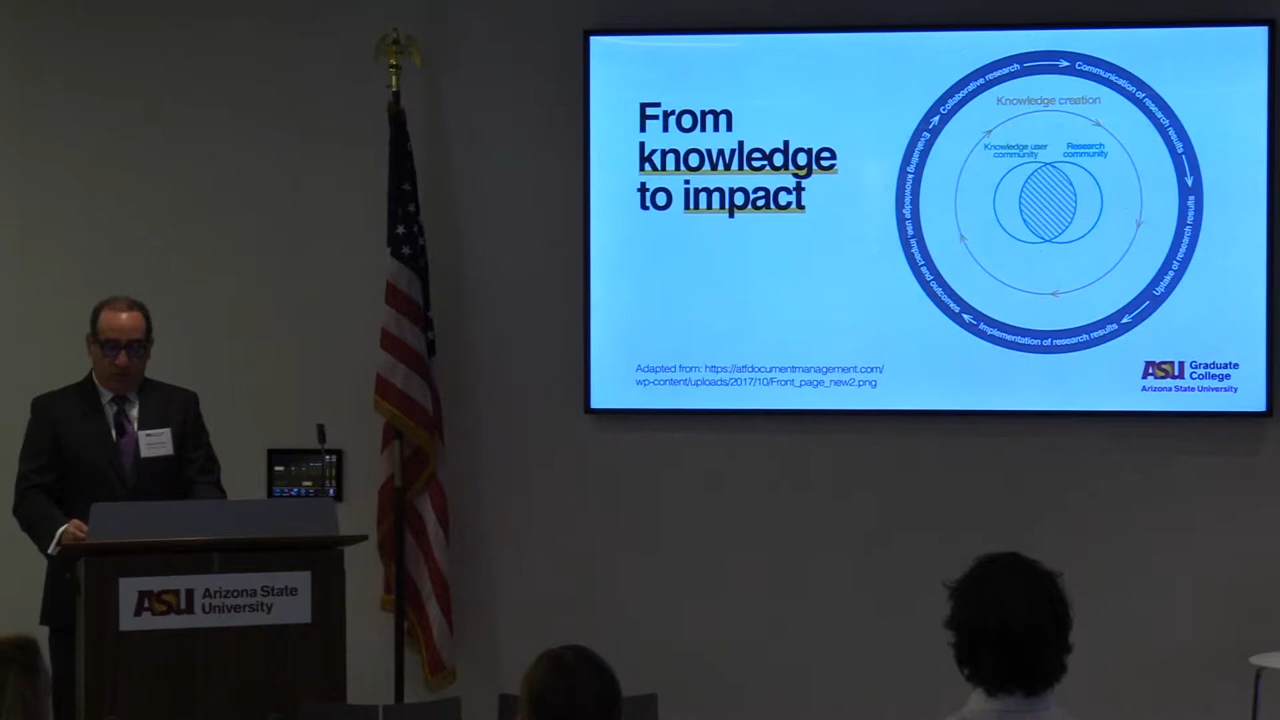 From
knowledge
to impact
Collaborative research
Communication of research results
Uptake of research results
Implementation of research results
Evaluating knowledge use, impact and outcomes
Knowledge creation
Knowledge user
community
Research
community
Adapted from: https://atfdocumentmanagement.com/
wp-content/uploads/2017/10/Front_page_new2.png
ASU Graduate
College
Arizona State University
ASU Arizona State
University